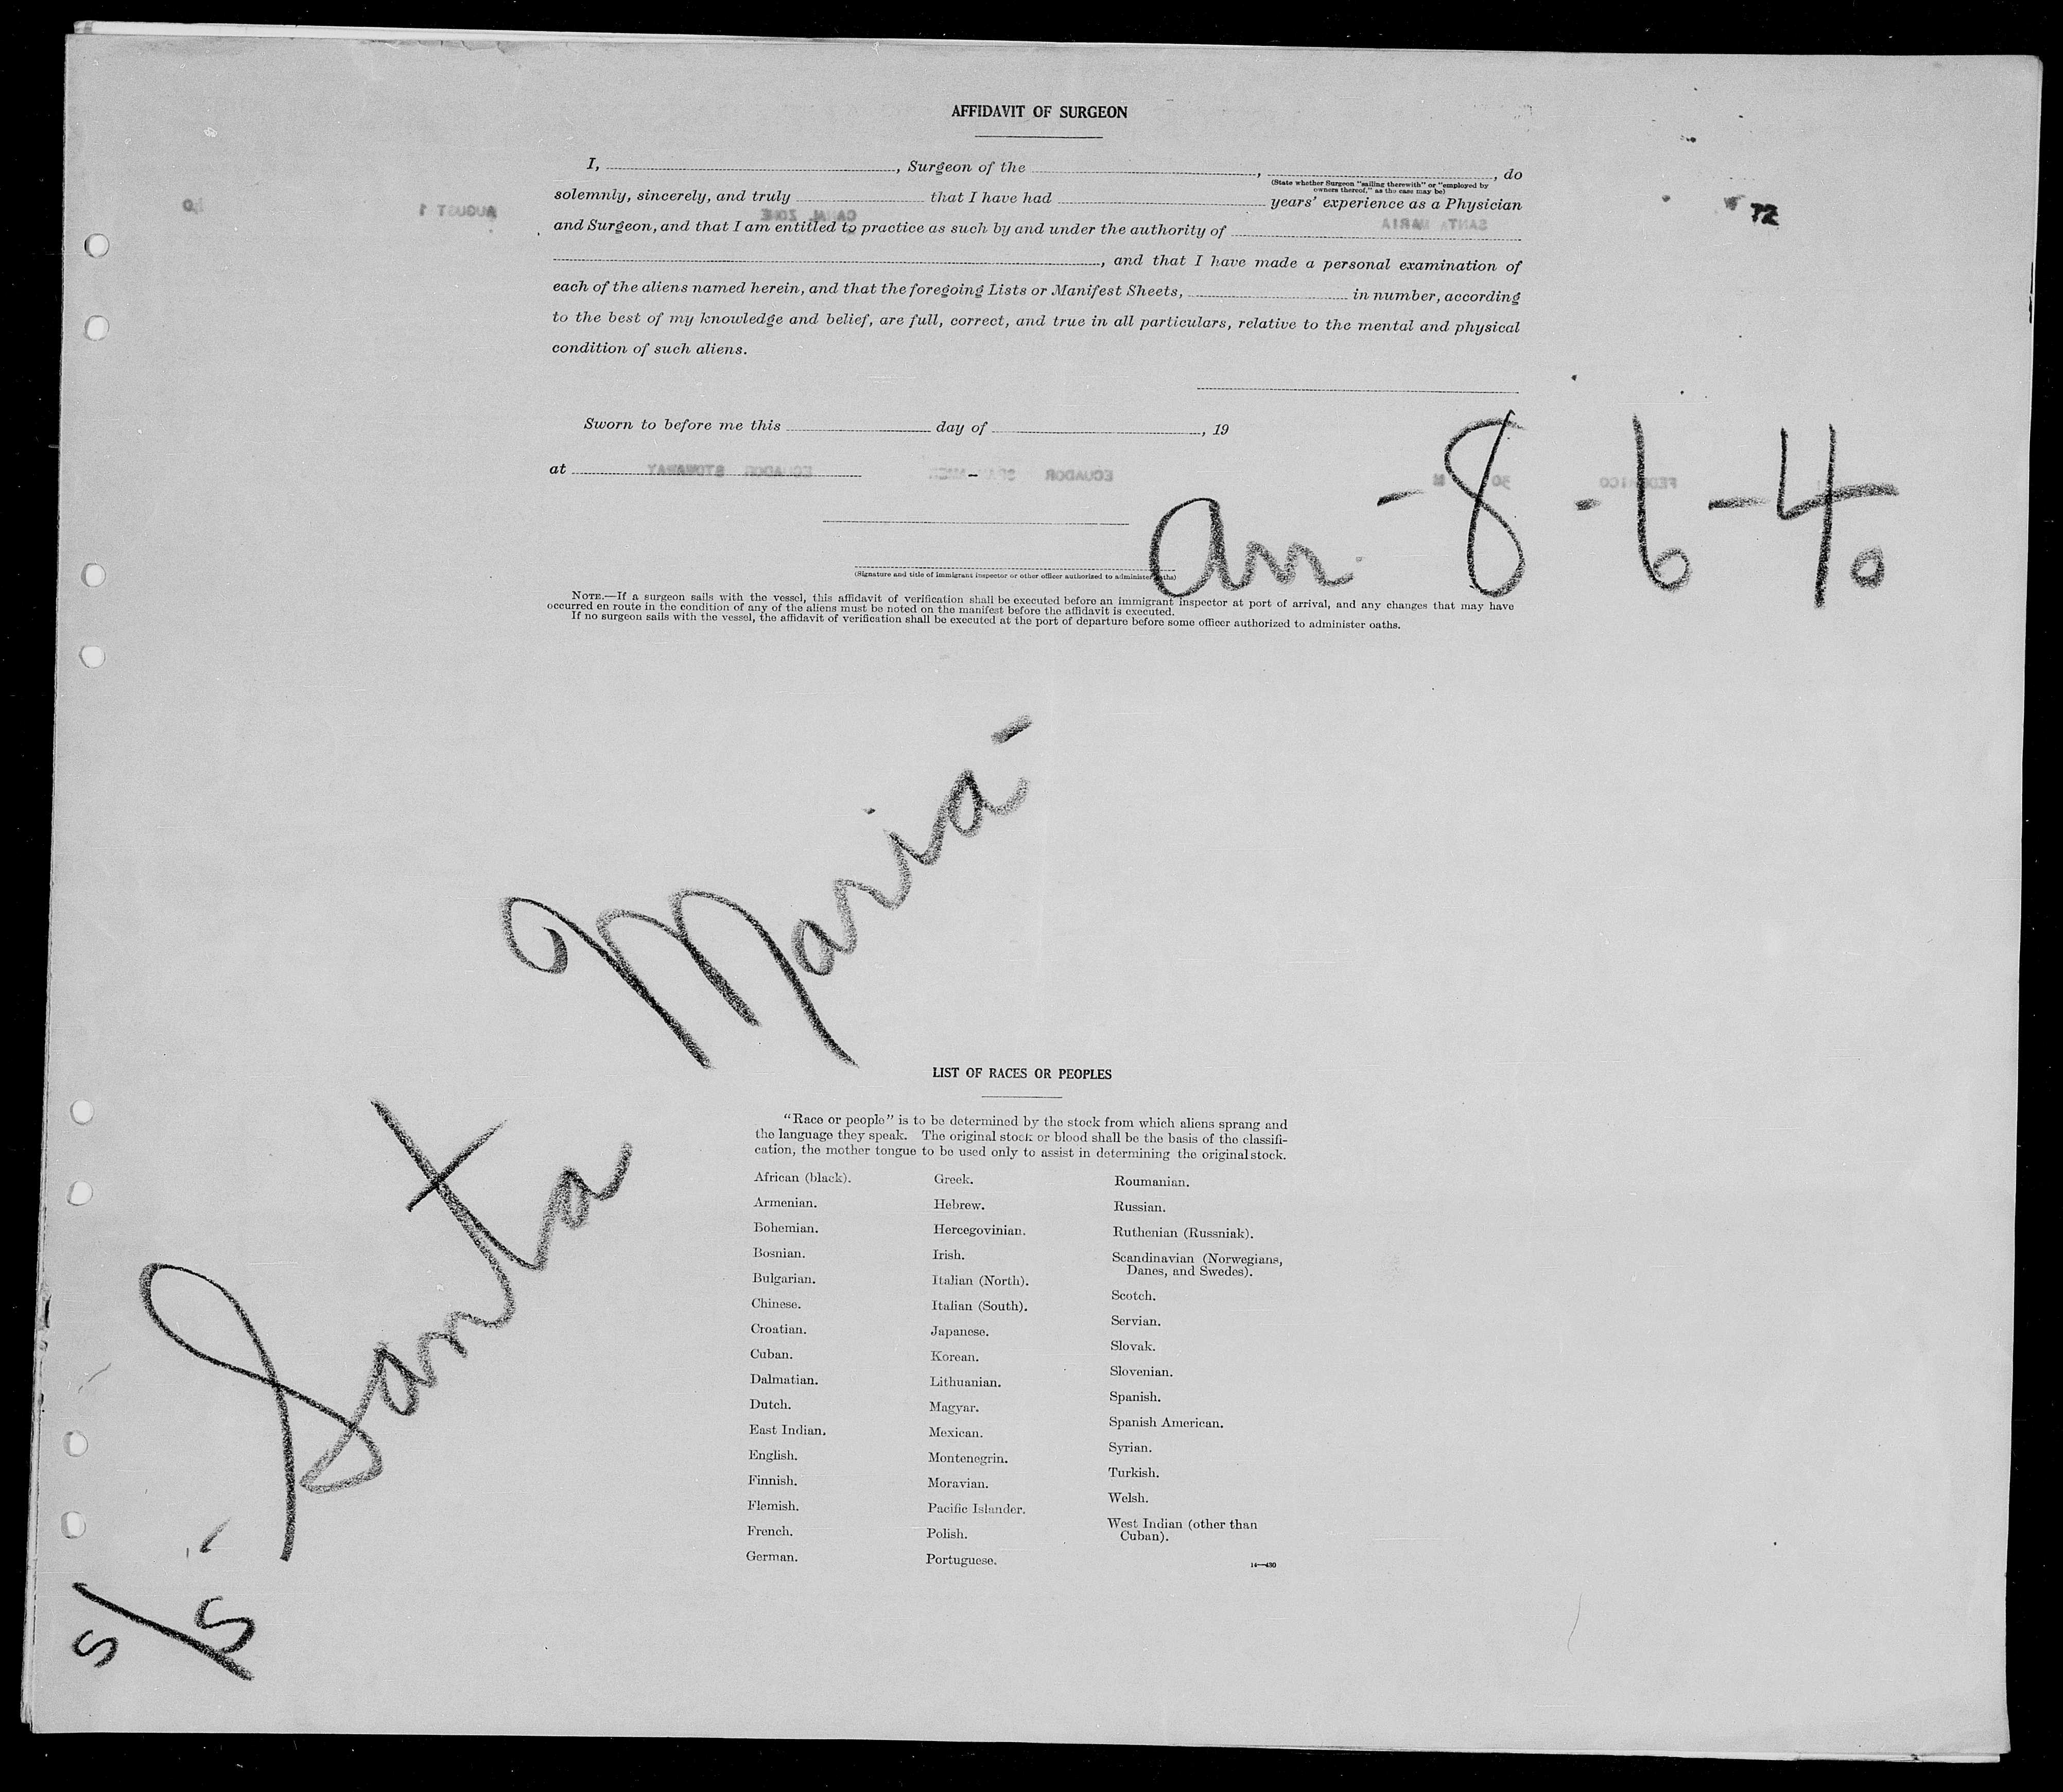 AFFIDAVIT OF SURGEON
I, , Surgeon of the , , do
(State whether Surgeon "sailing therewith" or "employed by
owners thereof," as the case may be)
solemnly, sincerely, and truly that I have had years' experience as a Physician
AUGUST 1 CANAL ZONE SANTA MARIA 72
and Surgeon, and that I am entitled to practice as such by and under the authority of
, and that I have made a personal examination of
each of the aliens named herein, and that the foregoing Lists or Manifest Sheets, in number, according
to the best of my knowledge and belief, are full, correct, and true in all particulars, relative to the mental and physical
condition of such aliens.
Sworn to before me this day of , 19
at
ECUADOR STOWAWAY ECUADOR 30
Arr - 8 - 6 - 40
(Signature and title of immigrant inspector or other officer authorized to administer oaths)
NOTE.—If a surgeon sails with the vessel, this affidavit of verification shall be executed before an immigrant inspector at port of arrival, and any changes that may have
occurred en route in the condition of any of the aliens must be noted on the manifest before the affidavit is executed.
If no surgeon sails with the vessel, the affidavit of verification shall be executed at the port of departure before some officer authorized to administer oaths.
S/S - Santa Maria -
LIST OF RACES OR PEOPLES
"Race or people" is to be determined by the stock from which aliens sprang and
the language they speak. The original stock or blood shall be the basis of the classifi-
cation, the mother tongue to be used only to assist in determining the original stock.
African (black).
Armenian.
Bohemian.
Bosnian.
Bulgarian.
Chinese.
Croatian.
Cuban.
Dalmatian.
Dutch.
East Indian.
English.
Finnish.
Flemish.
French.
German.
Greek.
Hebrew.
Hercegovinian.
Irish.
Italian (North).
Italian (South).
Japanese.
Korean.
Lithuanian.
Magyar.
Mexican.
Montenegrin.
Moravian.
Pacific Islander.
Polish.
Portuguese.
Roumanian.
Russian.
Ruthenian (Russniak).
Scandinavian (Norwegians,
Danes, and Swedes).
Scotch.
Servian.
Slovak.
Slovenian.
Spanish.
Spanish American.
Syrian.
Turkish.
Welsh.
West Indian (other than
Cuban).
14—430